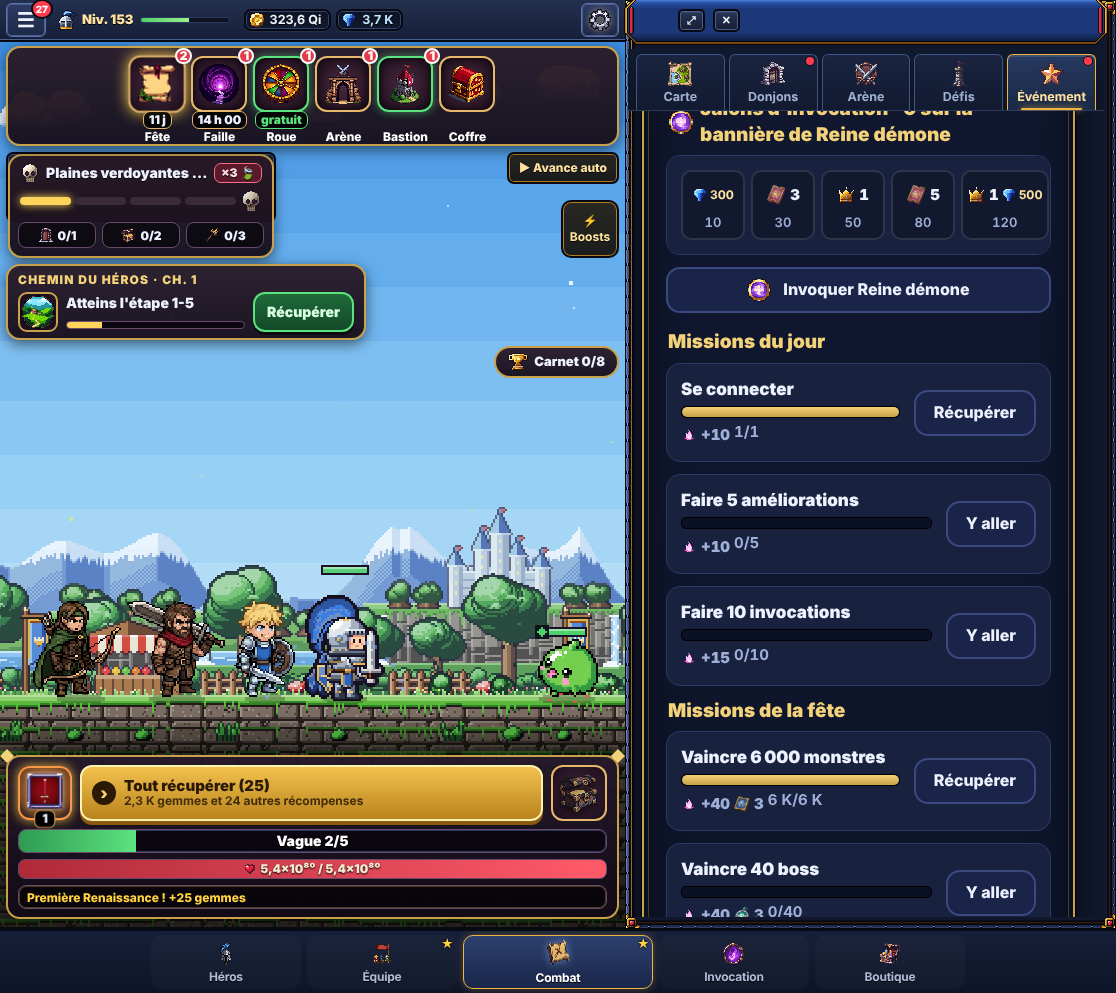 27
Niv. 153
323,6 Qi
3,7 K
2
1
1
1
1
11 j
14 h 00
gratuit
Fête
Faille
Roue
Arène
Bastion
Coffre
Plaines verdoyantes ...
×3
0/1
0/2
0/3
Avance auto
Boosts
CHEMIN DU HÉROS · CH. 1
Atteins l'étape 1-5
Récupérer
Carnet 0/8
1
Tout récupérer (25)
2,3 K gemmes et 24 autres récompenses
Vague 2/5
5,4×10⁸⁰ / 5,4×10⁸⁰
Première Renaissance ! +25 gemmes
Carte
Donjons
Arène
Défis
Événement
bannière de Reine démone
300
3
1
5
1 500
10
30
50
80
120
Invoquer Reine démone
Missions du jour
Se connecter
+10 1/1
Récupérer
Faire 5 améliorations
+10 0/5
Y aller
Faire 10 invocations
+15 0/10
Y aller
Missions de la fête
Vaincre 6 000 monstres
+40 3 6 K/6 K
Récupérer
Vaincre 40 boss
+40 3 0/40
Y aller
Héros
Équipe
Combat
Invocation
Boutique